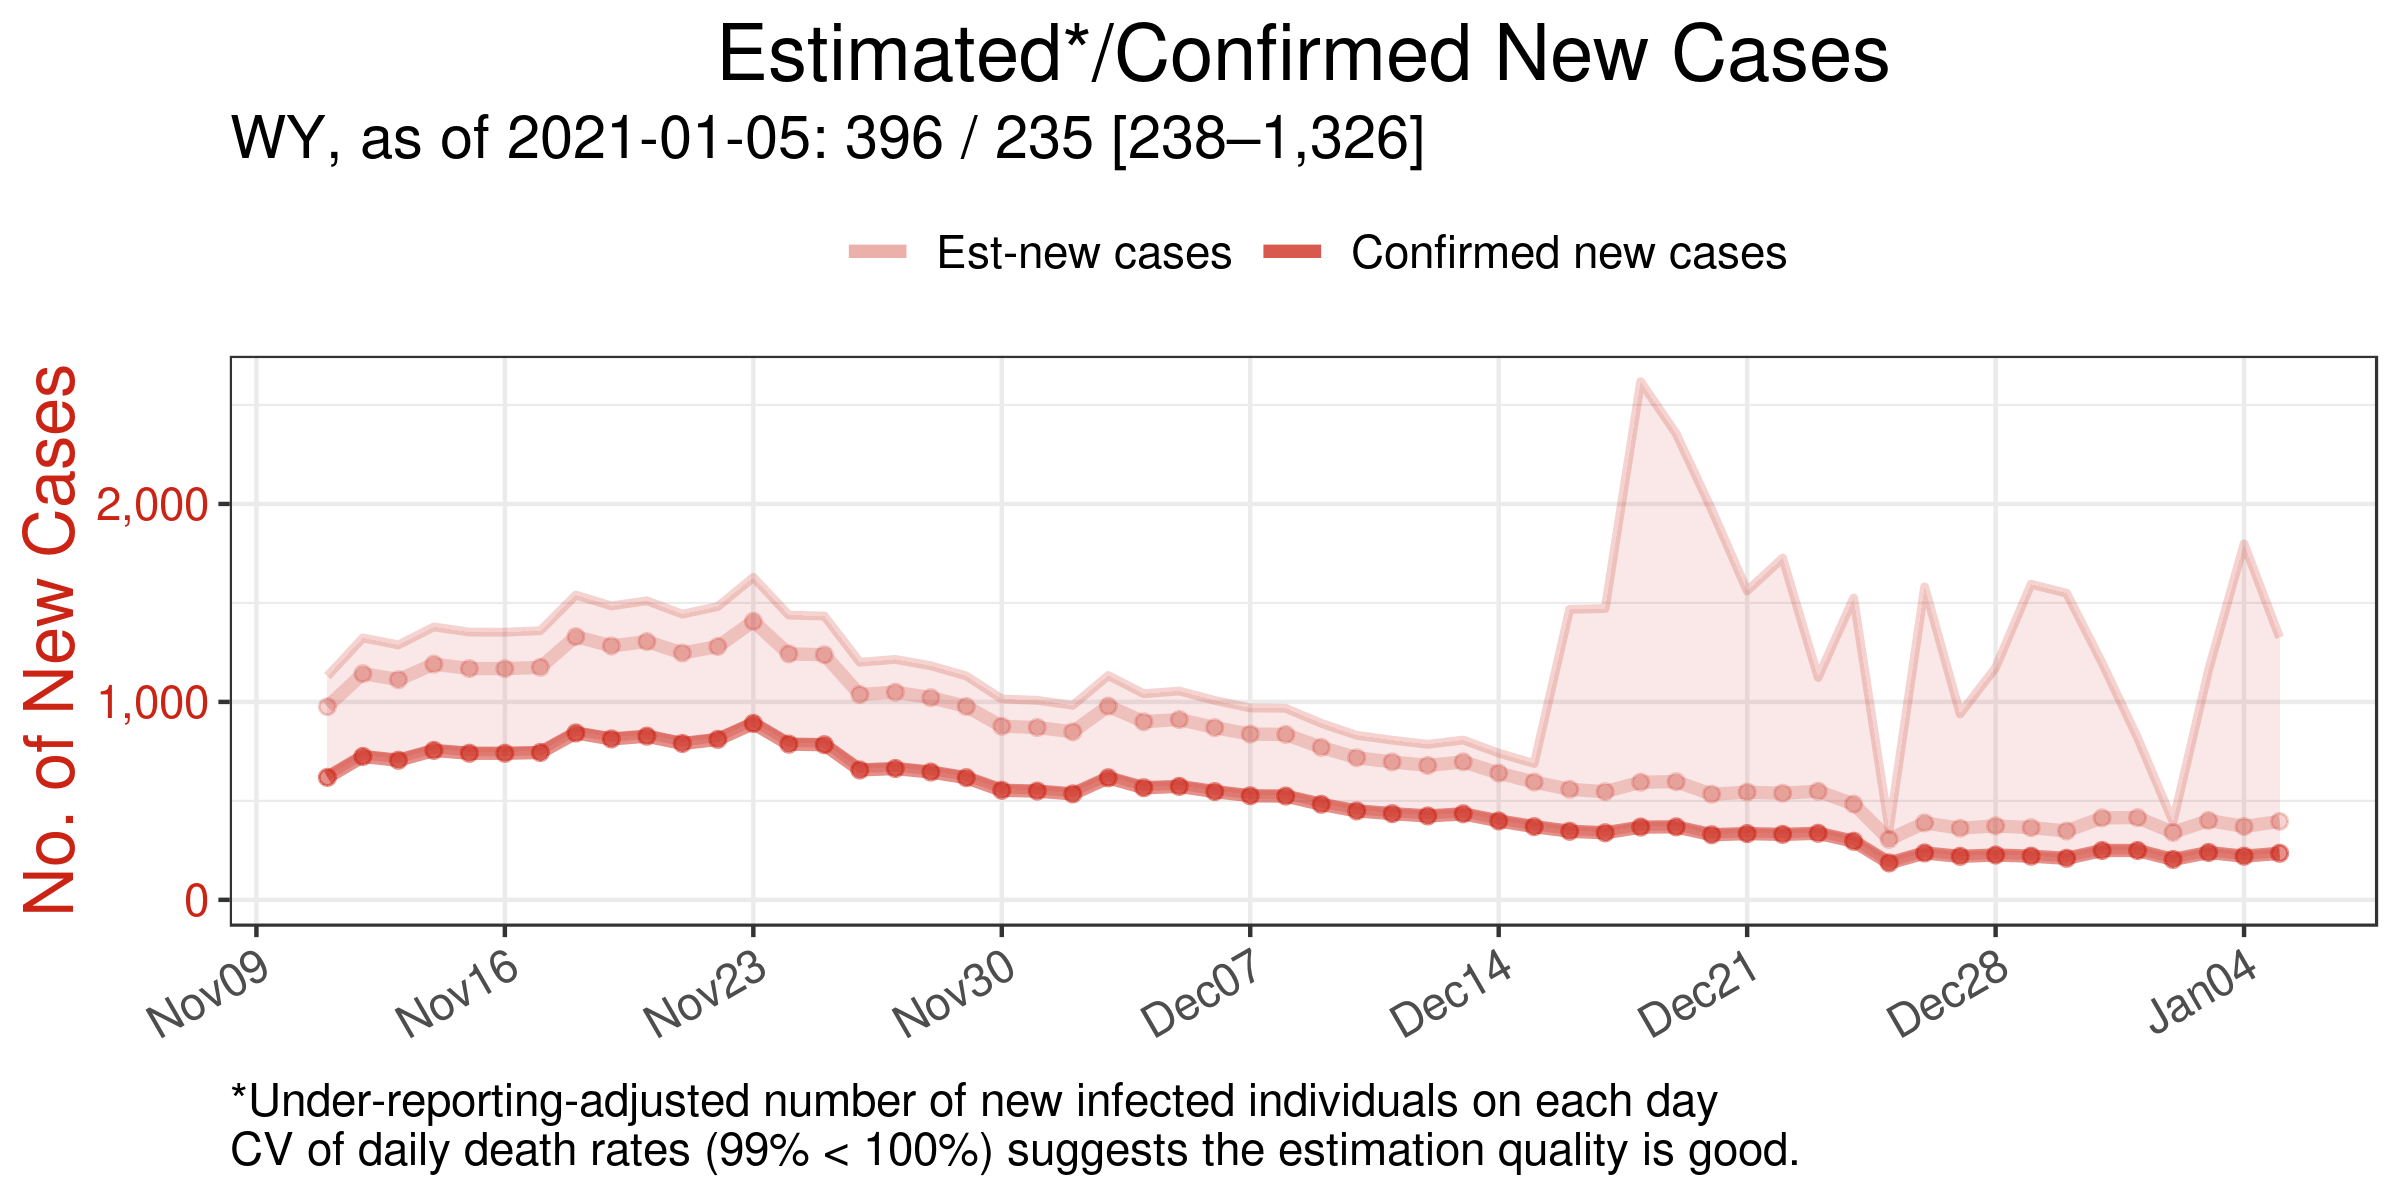 Estimated*/Confirmed New Cases
WY, as of 2021-01-05: 396 / 235 [238–1,326]
Est-new cases
Confirmed new cases
No. of New Cases
2,000
1,000
0
Nov09
Nov16
Nov23
Nov30
Dec07
Dec14
Dec21
Dec28
Jan04
*Under-reporting-adjusted number of new infected individuals on each day
CV of daily death rates (99% < 100%) suggests the estimation quality is good.